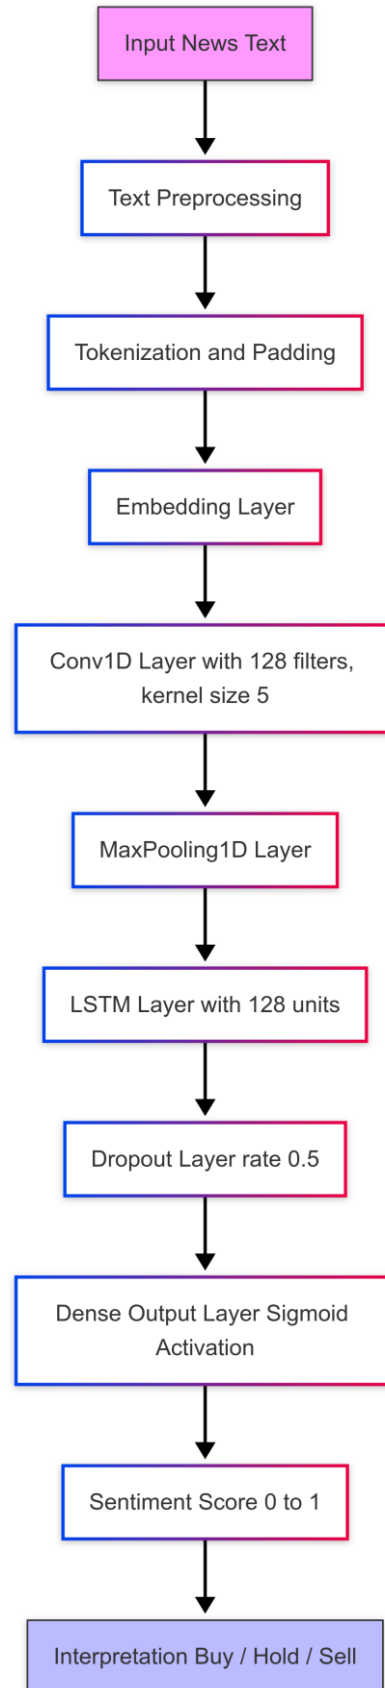 Input News Text
Text Preprocessing
Tokenization and Padding
Embedding Layer
Conv1D Layer with 128 filters,
kernel size 5
MaxPooling1D Layer
LSTM Layer with 128 units
Dropout Layer rate 0.5
Dense Output Layer Sigmoid
Activation
Sentiment Score 0 to 1
Interpretation Buy / Hold / Sell